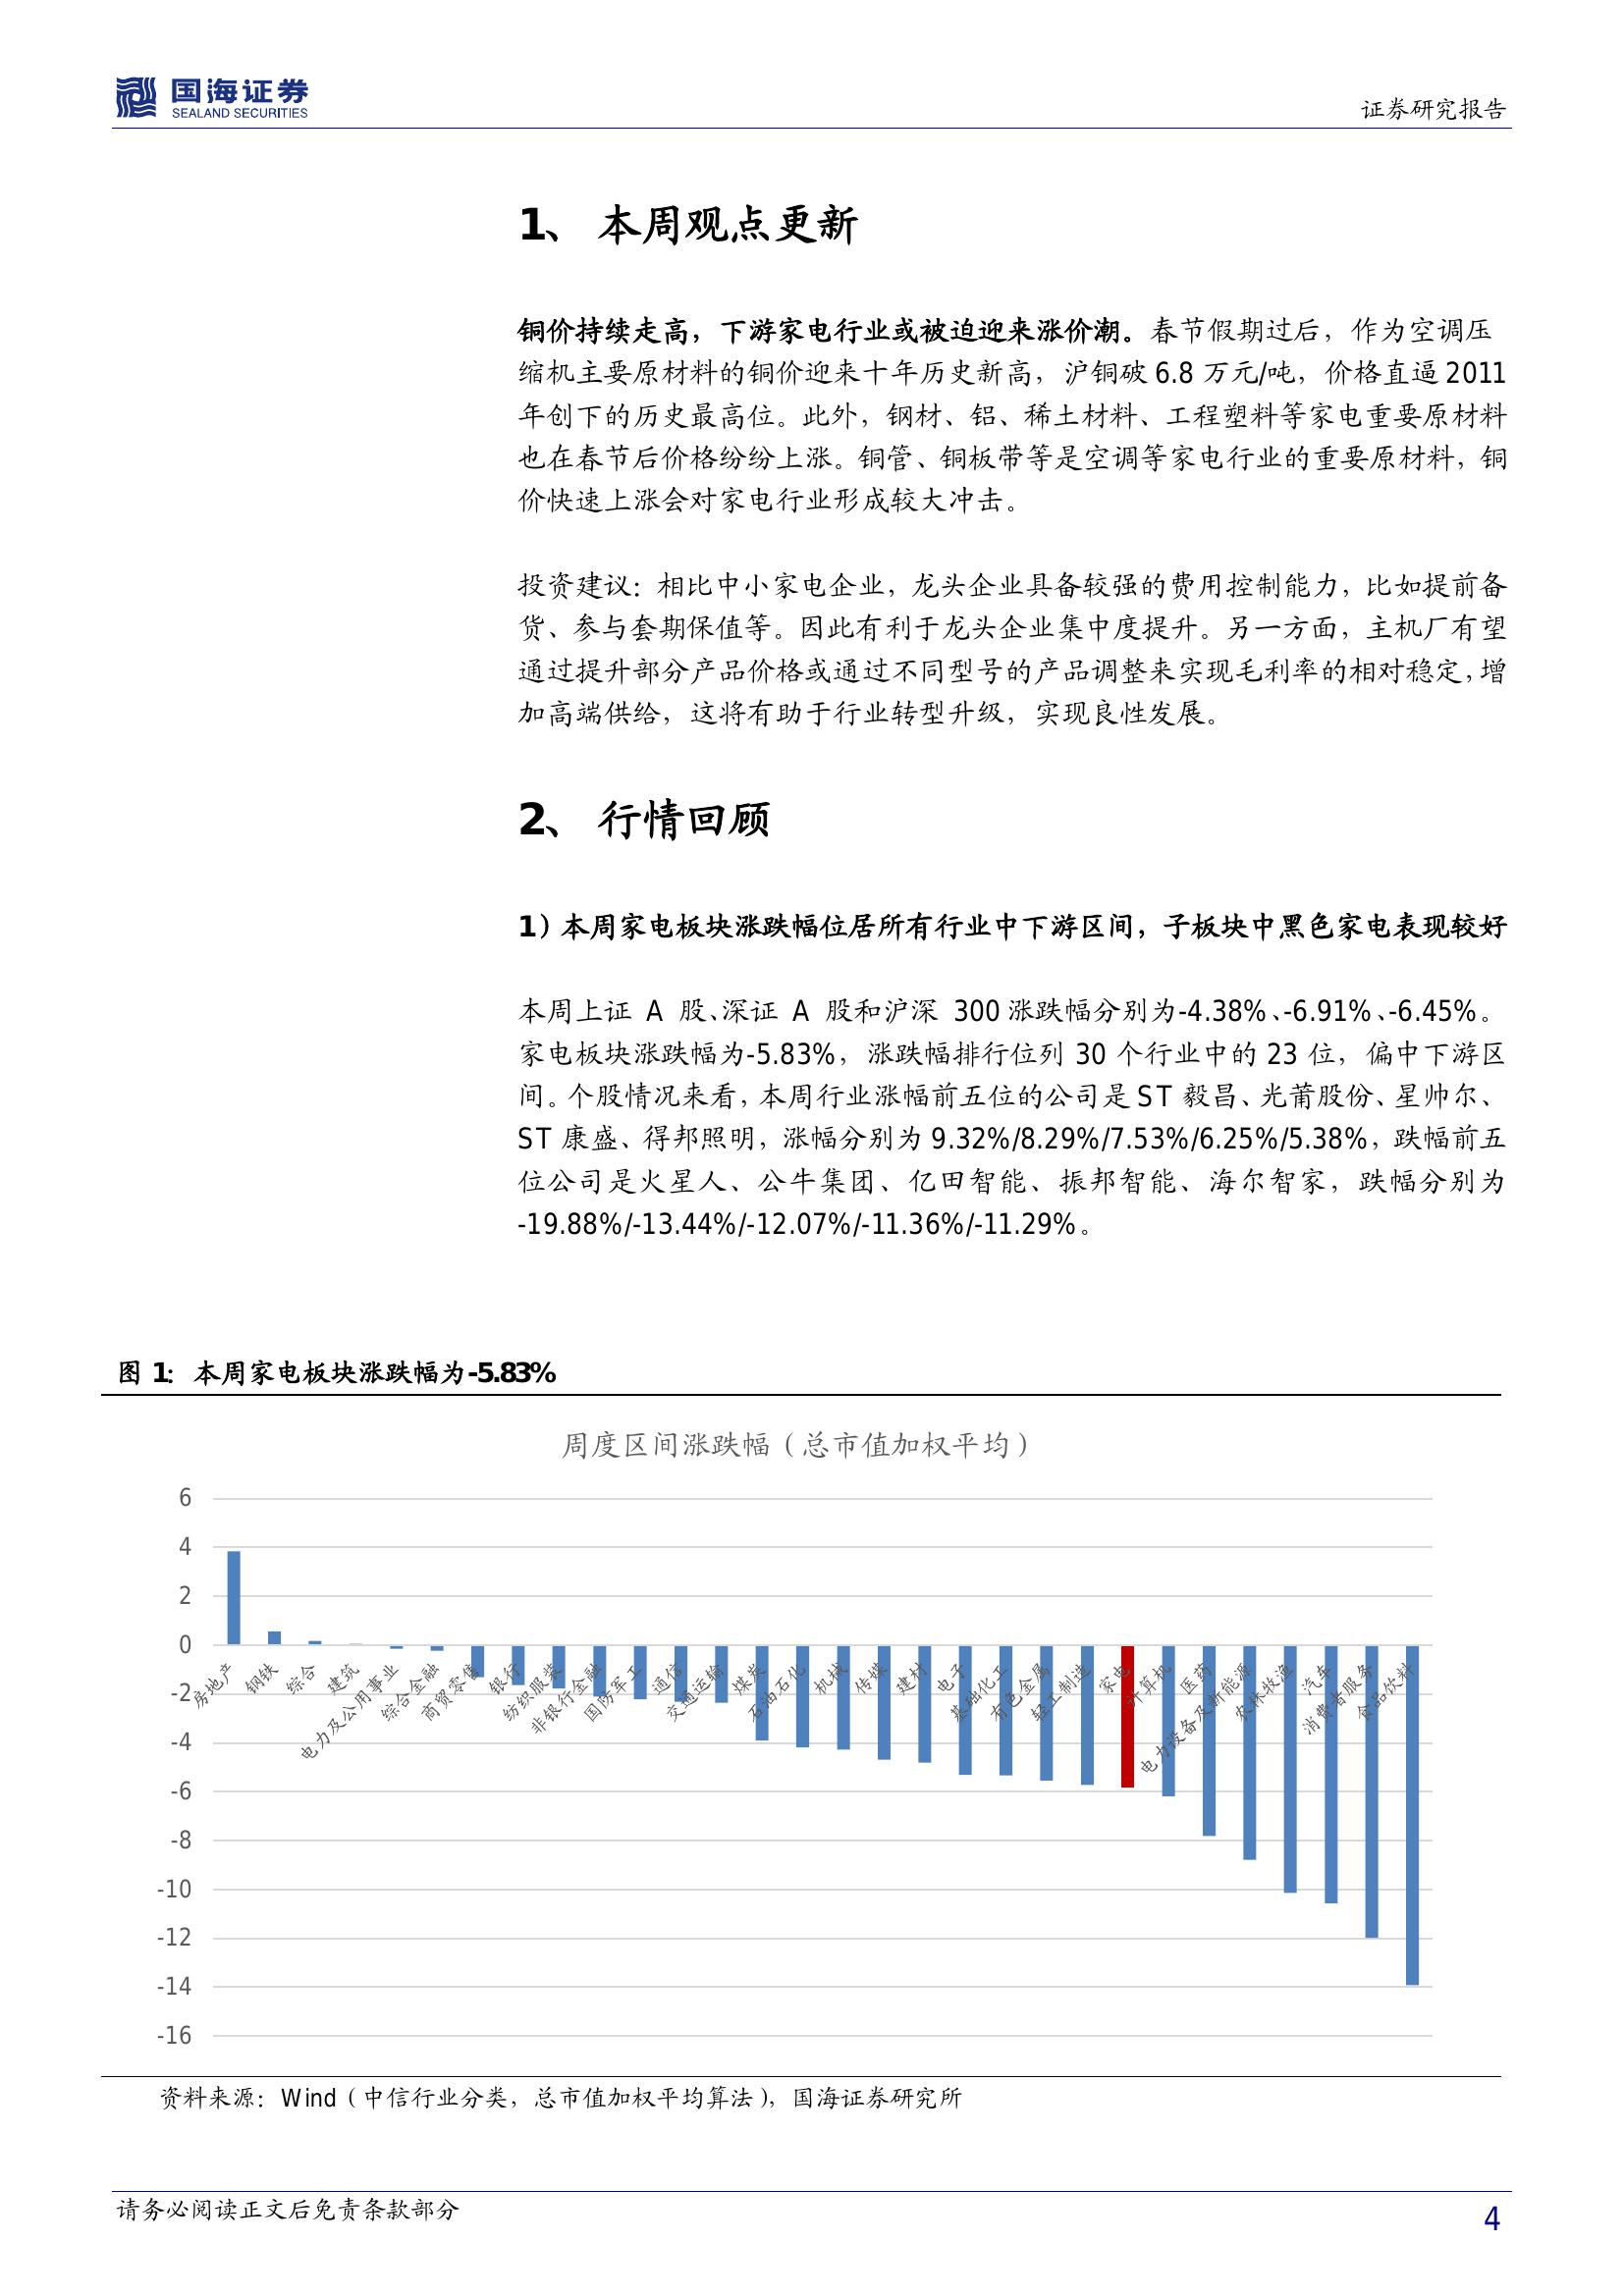 国海证券
SEALAND SECURITIES
证券研究报告
1、 本周观点更新
铜价持续走高，下游家电行业或被迫迎来涨价潮。春节假期过后，作为空调压
缩机主要原材料的铜价迎来十年历史新高，沪铜破 6.8 万元/吨，价格直逼 2011
年创下的历史最高位。此外，钢材、铝、稀土材料、工程塑料等家电重要原材料
也在春节后价格纷纷上涨。铜管、铜板带等是空调等家电行业的重要原材料，铜
价快速上涨会对家电行业形成较大冲击。
投资建议：相比中小家电企业，龙头企业具备较强的费用控制能力，比如提前备
货、参与套期保值等。因此有利于龙头企业集中度提升。另一方面，主机厂有望
通过提升部分产品价格或通过不同型号的产品调整来实现毛利率的相对稳定，增
加高端供给，这将有助于行业转型升级，实现良性发展。
2、 行情回顾
1）本周家电板块涨跌幅位居所有行业中下游区间，子板块中黑色家电表现较好
本周上证 A 股、深证 A 股和沪深 300 涨跌幅分别为-4.38%、-6.91%、-6.45%。
家电板块涨跌幅为-5.83%，涨跌幅排行位列 30 个行业中的 23 位，偏中下游区
间。个股情况来看，本周行业涨幅前五位的公司是 ST 毅昌、光莆股份、星帅尔、
ST 康盛、得邦照明，涨幅分别为 9.32%/8.29%/7.53%/6.25%/5.38%，跌幅前五
位公司是火星人、公牛集团、亿田智能、振邦智能、海尔智家，跌幅分别为
-19.88%/-13.44%/-12.07%/-11.36%/-11.29%。
图 1：本周家电板块涨跌幅为-5.83%
周度区间涨跌幅（总市值加权平均）
6
4
2
0
-2
-4
-6
-8
-10
-12
-14
-16
房地产
钢铁
综合
建筑
电力及公用事业
综合金融
商贸零售
银行
纺织服装
非银行金融
国防军工
通信
交通运输
煤炭
石油石化
机械
传媒
建材
电子
基础化工
有色金属
轻工制造
家电
计算机
医药
电力设备及新能源
农林牧渔
汽车
消费者服务
食品饮料
资料来源：Wind（中信行业分类，总市值加权平均算法），国海证券研究所
请务必阅读正文后免责条款部分
4